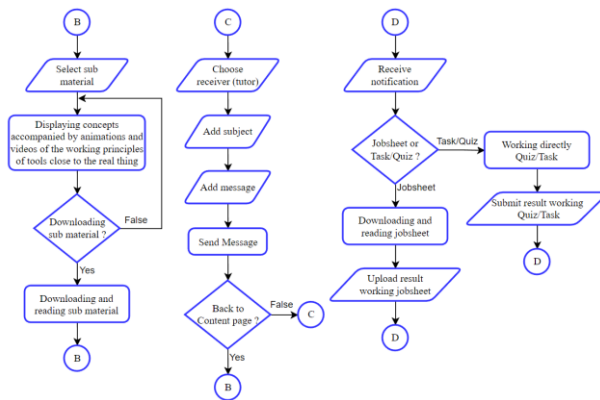 B
Select sub
material
Displaying concepts
accompanied by animations and
videos of the working principles
of tools close to the real thing
Downloading
sub material ?
False
Yes
Downloading and
reading sub material
B
C
Choose
receiver (tutor)
Add subject
Add message
Send Message
Back to
Content page ?
False
C
Yes
B
D
Receive
notification
Jobsheet or
Task/Quiz ?
Task/Quiz
Working directly
Quiz/Task
Submit result working
Quiz/Task
D
Jobsheet
Downloading and
reading jobsheet
Upload result
working jobsheet
D